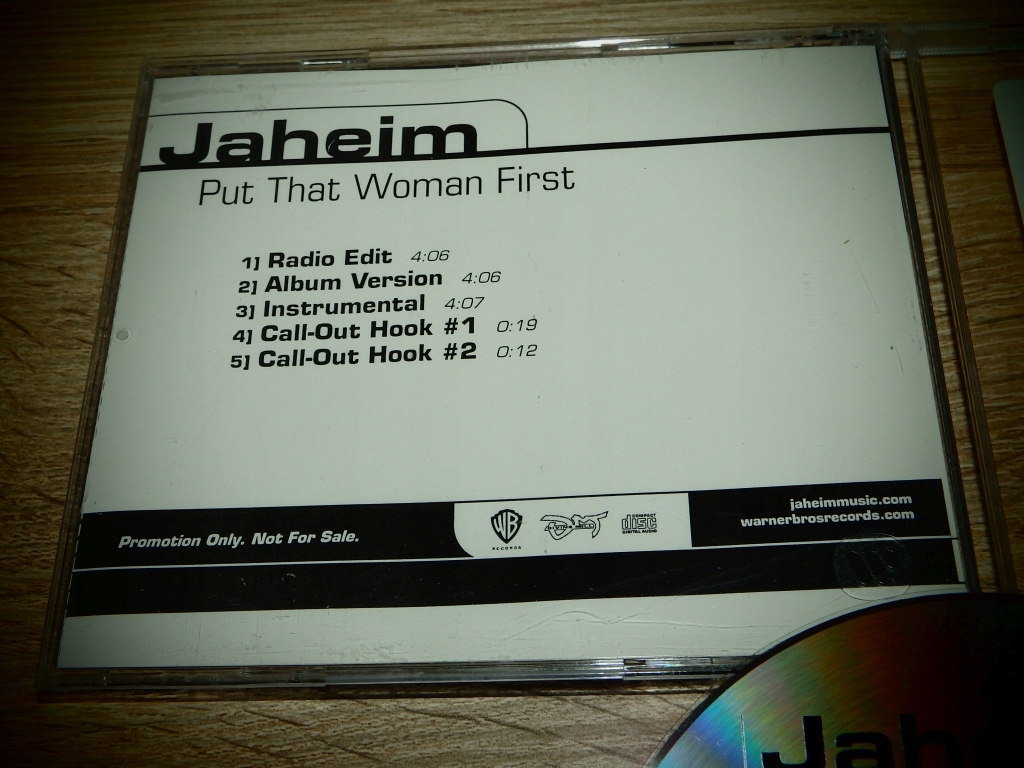 Jaheim
Put That Woman First
1] Radio Edit 4:06
2] Album Version 4:06
3] Instrumental 4:07
4] Call-Out Hook #1 0:19
5] Call-Out Hook #2 0:12
Promotion Only. Not For Sale.
WB
RECORDS
COMPACT
disc
DIGITAL AUDIO
jaheimmusic.com
warnerbrosrecords.com
Jah